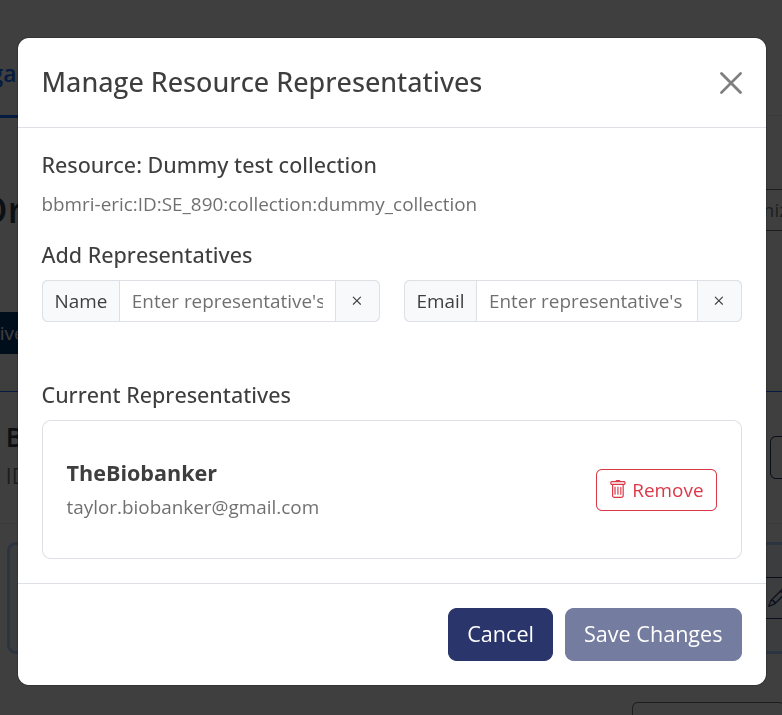 Manage Resource Representatives
Resource: Dummy test collection
bbmri-eric:ID:SE_890:collection:dummy_collection
Add Representatives
Name Enter representative's × Email Enter representative's ×
Current Representatives
TheBiobanker
taylor.biobanker@gmail.com
Remove
Cancel Save Changes